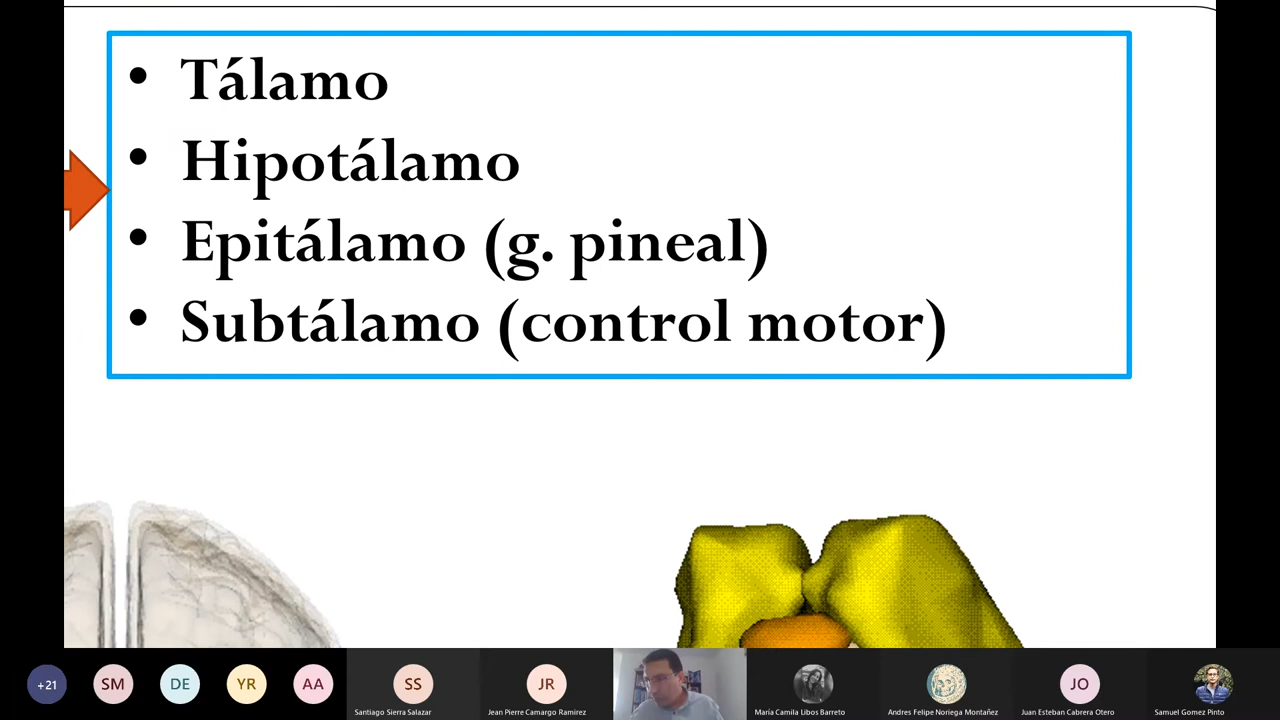 • Tálamo
• Hipotálamo
• Epitálamo (g. pineal)
• Subtálamo (control motor)
+21
SM
DE
YR
AA
SS
JR
JO
Santiago Sierra Salazar
Jean Pierre Camargo Ramirez
María Camila Libos Barreto
Andres Felipe Noriega Montañez
Juan Esteban Cabrera Otero
Samuel Gomez Pinto